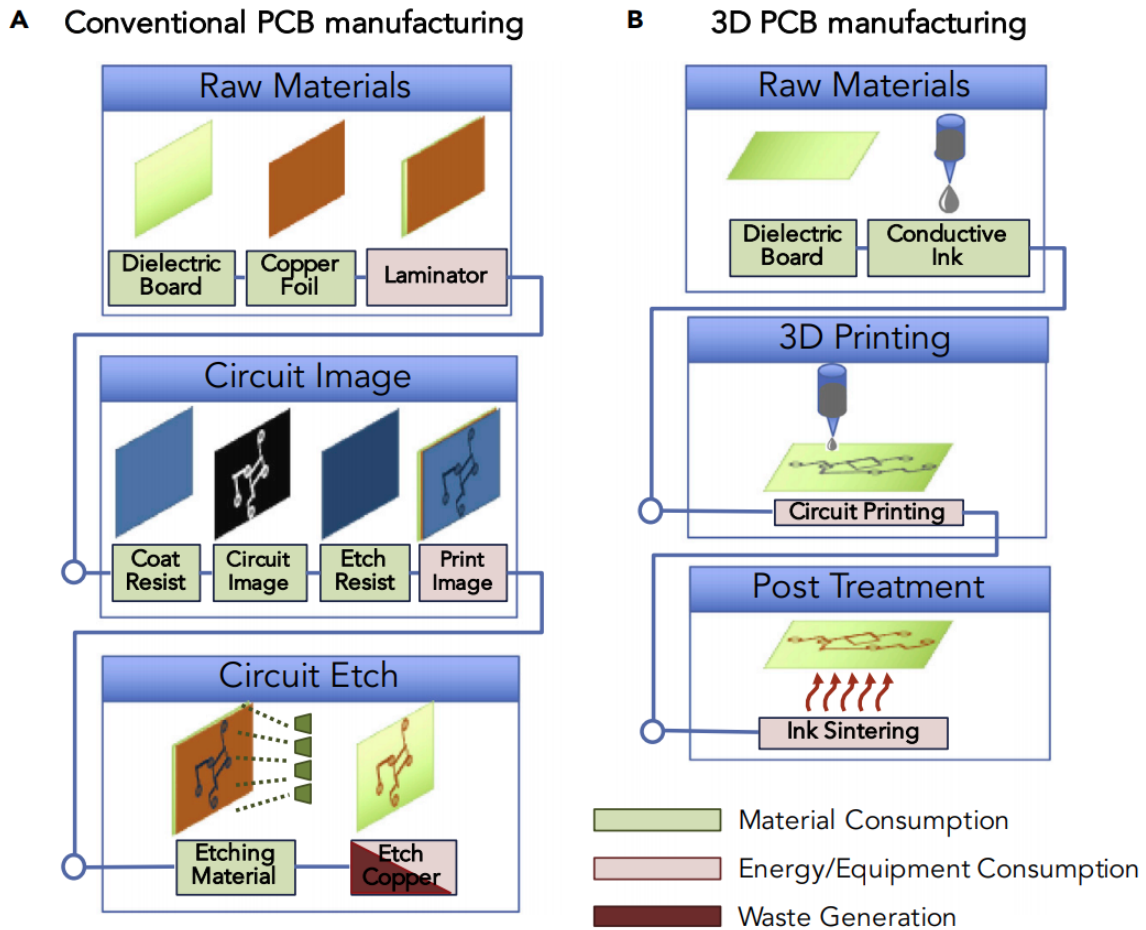 A Conventional PCB manufacturing
Raw Materials
Dielectric
Board
Copper
Foil
Laminator
Circuit Image
Coat
Resist
Circuit
Image
Etch
Resist
Print
Image
Circuit Etch
Etching
Material
Etch
Copper
B 3D PCB manufacturing
Raw Materials
Dielectric
Board
Conductive
Ink
3D Printing
Circuit Printing
Post Treatment
Ink Sintering
Material Consumption
Energy/Equipment Consumption
Waste Generation